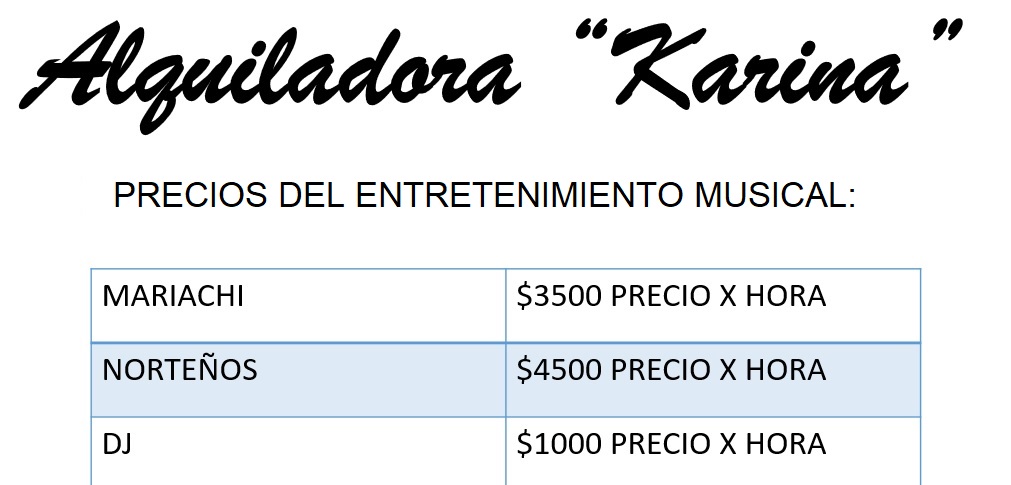 Alquiladora “Karina”
PRECIOS DEL ENTRETENIMIENTO MUSICAL:
MARIACHI $3500 PRECIO X HORA
NORTEÑOS $4500 PRECIO X HORA
DJ $1000 PRECIO X HORA